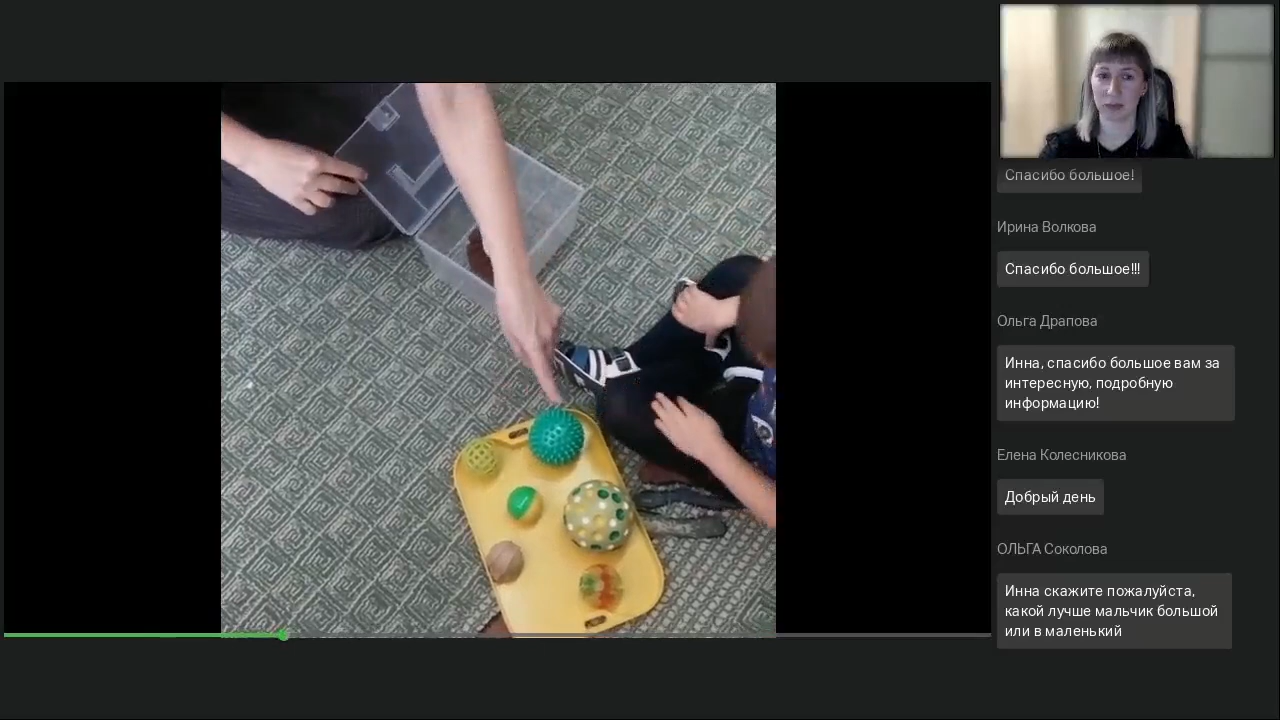 Спасибо большое!
Ирина Волкова
Спасибо большое!!!
Ольга Драпова
Инна, спасибо большое вам за
интересную, подробную
информацию!
Елена Колесникова
Добрый день
ОЛЬГА Соколова
Инна скажите пожалуйста,
какой лучше мальчик большой
или в маленький